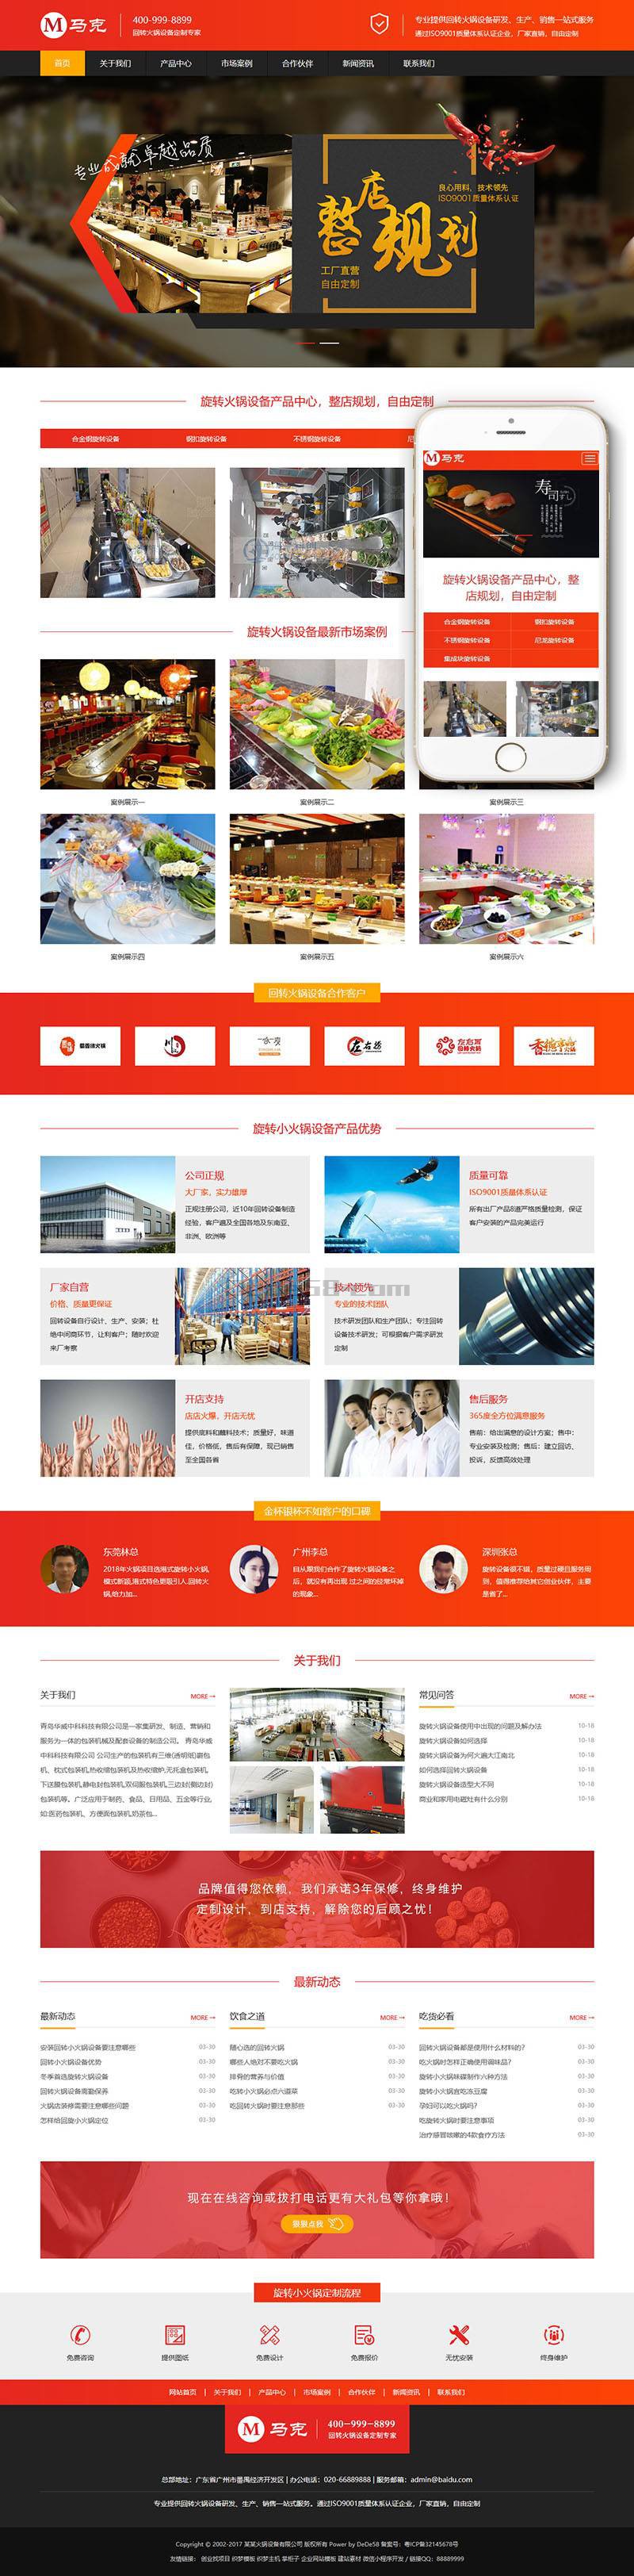 M马克
400-999-8899
回转火锅设备定制专家
专业提供回转火锅设备研发、生产、销售一站式服务
通过ISO9001质量体系认证企业，厂家直销，自由定制
首页 关于我们 产品中心 市场案例 合作伙伴 新闻资讯 联系我们
专业成就卓越品质
整店规划
良心用料，技术领先
ISO9001质量体系认证
工厂直营
自由定制
旋转火锅设备产品中心，整店规划，自由定制
合金钢旋转设备 钢扣旋转设备 不锈钢旋转设备 尼
M马克
寿司
旋转火锅设备产品中心，整
店规划，自由定制
合金钢旋转设备 钢扣旋转设备
不锈钢旋转设备 尼龙旋转设备
集成块旋转设备
旋转火锅设备最新市场案例
案例展示一 案例展示二 案例展示三
案例展示四 案例展示五 案例展示六
回转火锅设备合作客户
左右捞
旋转小火锅设备产品优势
公司正规
大厂家，实力雄厚
正规注册公司，近10年回转设备制造
经验，客户遍及全国各地及东南亚、
非洲、欧洲等
质量可靠
ISO9001质量体系认证
所有出厂产品8道严格质量检测，保证
客户安装的产品完美运行
厂家自营
价格，质量更保证
回转设备自行设计、生产、安装；杜
绝中间商环节，让利客户；随时欢迎
来厂考察
技术领先
专业的技术团队
技术研发团队和生产团队；专注回转
设备技术研发；可根据客户需求研发
定制
开店支持
店店火爆，开店无忧
提供底料和蘸料技术；质量好，味道
佳，价格低，售后有保障，现已销售
至全国各省
售后服务
365度全方位满意服务
售前：给出满意的设计方案；售中：
专业安装及检测；售后：建立回访、
投诉，反馈高效处理
金杯银杯不如客户的口碑
东莞林总
2018年火锅项目选港式旋转小火锅,
模式新颖,港式特色更吸引人.回转火
锅,给力加...
广州李总
自从跟我们合作了旋转火锅设备之
后，就没有再出现 过之间的经常坏掉
的现象...
深圳张总
旋转设备很不错，质量过硬且服务周
到，值得推荐给其它创业伙伴，主要
是省了...
关于我们
关于我们 MORE→
青岛华威中科科技有限公司是一家集研发、制造、营销和
服务为一体的包装机械及配套设备的制造公司。 青岛华威
中科科技有限公司 公司生产的包装机有三维(透明纸)裹包
机、枕式包装机,热收缩包装机及热收缩炉,无托盒包装机,
下送膜包装机,静电封包装机,双伺服包装机,三边封(侧边封)
包装机等。广泛应用于制药、食品、日用品、五金等行业,
如:医药包装机、方便面包装机,奶茶包...
常见问答 MORE→
旋转火锅设备使用中出现的问题及解办法 10-18
旋转火锅设备如何选择 10-18
旋转火锅设备为何火遍大江南北 10-18
如何选择回转火锅设备 10-18
旋转火锅设备造型大不同 10-18
商业和家用电磁灶有什么分别 10-18
品牌值得您依赖，我们承诺3年保修，终身维护
定制设计，到店支持，解除您的后顾之忧！
最新动态
最新动态 MORE→
安装回转小火锅设备要注意哪些 03-30
回转小火锅设备优势 03-30
冬季首选旋转火锅设备 03-30
回转火锅设备需勤保养 03-30
火锅店装修需要注意哪些问题 03-30
怎样给回旋小火锅定位 03-30
饮食之道 MORE→
随心选的回转火锅 03-30
哪些人绝对不要吃火锅 03-30
排骨的营养与价值 03-30
吃转小火锅必点六道菜 03-30
吃回转火锅时要注意那些 03-30
吃货必看 MORE→
回转火锅设备都是使用什么材料的? 03-30
吃火锅时怎样正确使用调味品? 03-30
旋转小火锅味碟制作六种方法 03-30
旋转小火锅宜吃冻豆腐 03-30
孕妇可以吃火锅吗? 03-30
吃旋转火锅时要注意事项 03-30
治疗感冒咳嗽的4款食疗方法 03-30
现在在线咨询或拨打电话更有大礼包等你拿哦！
狠狠点我
旋转小火锅定制流程
免费咨询 提供图纸 免费设计 免费报价 无忧安装 终身维护
网站首页 | 关于我们 | 产品中心 | 市场案例 | 合作伙伴 | 新闻资讯 | 联系我们
M马克
400-999-8899
回转火锅设备定制专家
总部地址：广东省广州市番禺经济开发区 | 办公电话：020-66889888 | 服务邮箱：admin@baidu.com
专业提供回转火锅设备研发、生产、销售一站式服务。通过ISO9001质量体系认证企业，厂家直销，自由定制
Copyright © 2002-2017 某某火锅设备有限公司 版权所有 Power by DeDe58 备案号：粤ICP备32145678号
友情链接： 创业找项目 织梦模板 织梦主机 掌柜子 企业网站模板 建站素材 微信小程序开发 / 链接QQ：88889999